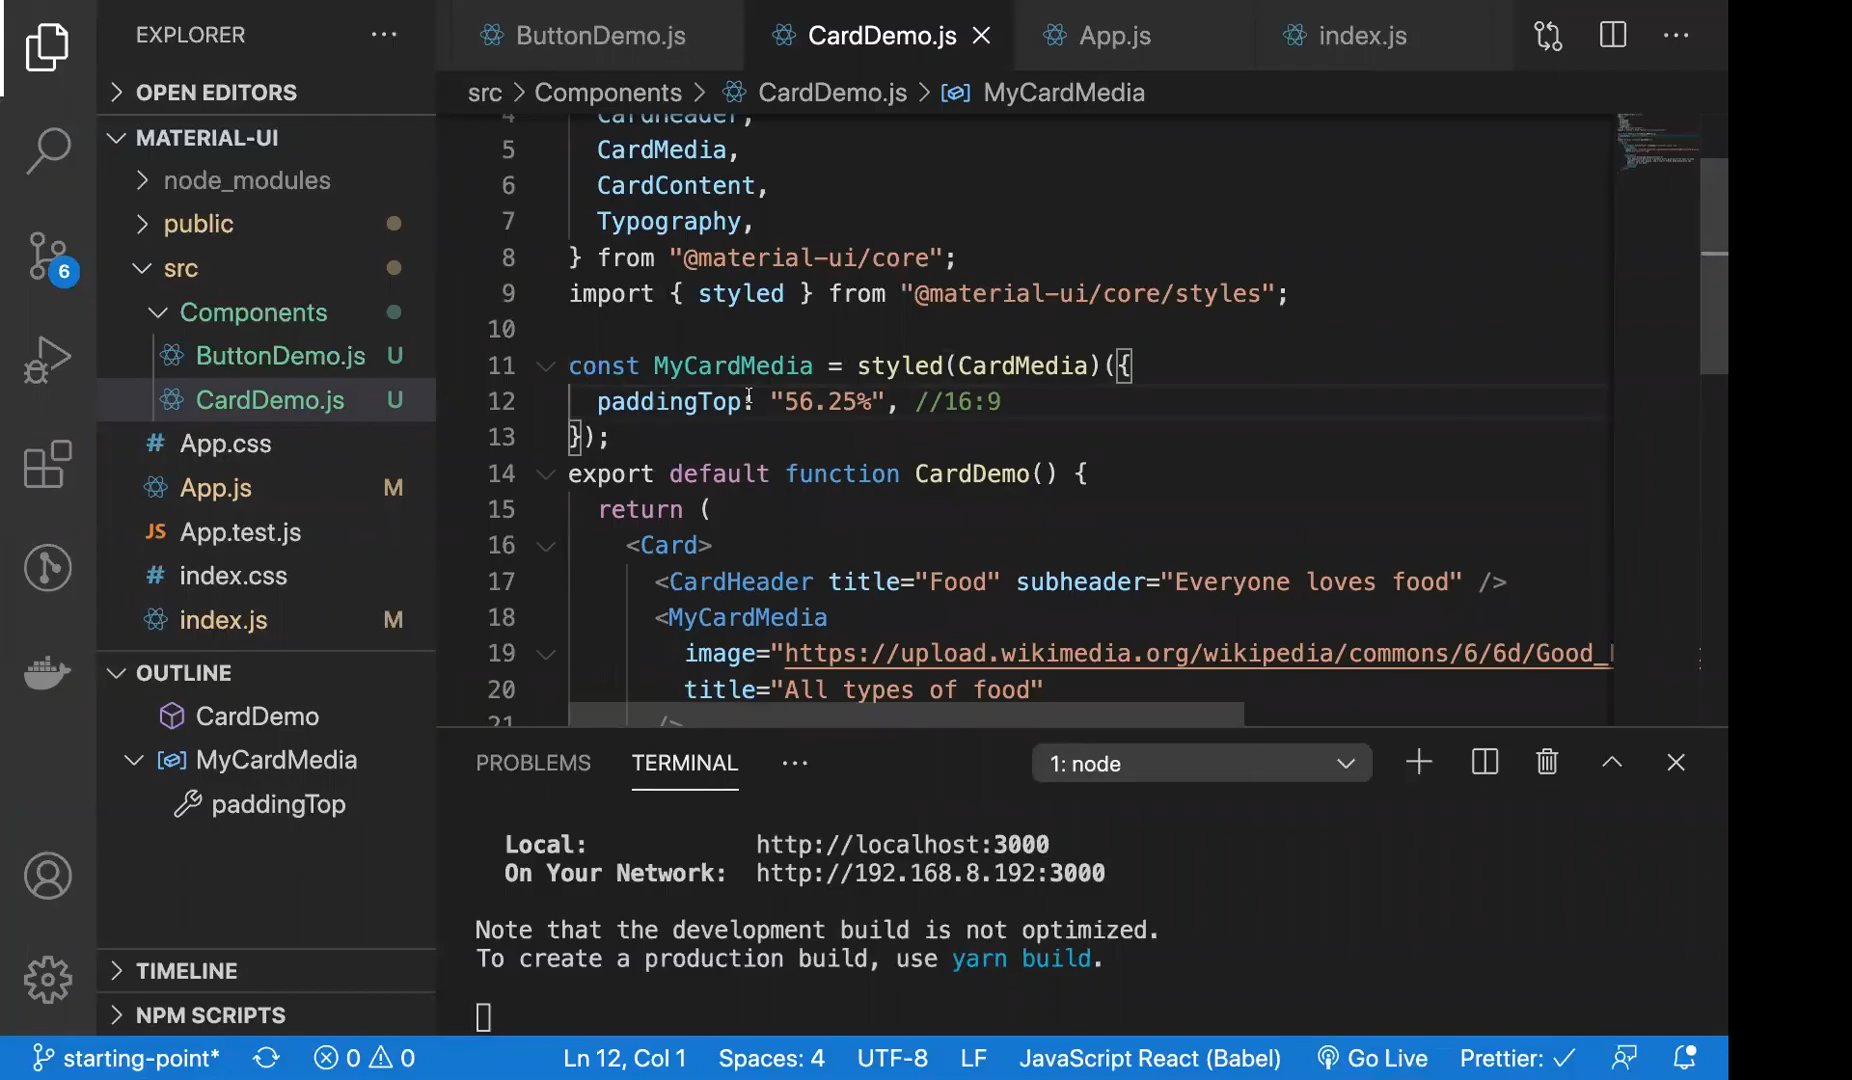 EXPLORER
OPEN EDITORS
MATERIAL-UI
node_modules
public
src
Components
ButtonDemo.js U
CardDemo.js U
App.css
App.js M
App.test.js
index.css
index.js M
OUTLINE
CardDemo
MyCardMedia
paddingTop
TIMELINE
NPM SCRIPTS
6
ButtonDemo.js
CardDemo.js
App.js
index.js
src > Components > CardDemo.js > MyCardMedia
4 CardHeader,
5 CardMedia,
6 CardContent,
7 Typography,
8 } from "@material-ui/core";
9 import { styled } from "@material-ui/core/styles";
10
11 const MyCardMedia = styled(CardMedia)({
12 paddingTop: "56.25%", //16:9
13 });
14 export default function CardDemo() {
15 return (
16 <Card>
17 <CardHeader title="Food" subheader="Everyone loves food" />
18 <MyCardMedia
19 image="https://upload.wikimedia.org/wikipedia/commons/6/6d/Good_
20 title="All types of food"
21 />
PROBLEMS
TERMINAL
1: node
Local: http://localhost:3000
On Your Network: http://192.168.8.192:3000
Note that the development build is not optimized.
To create a production build, use yarn build.
starting-point*
0
0
Ln 12, Col 1
Spaces: 4
UTF-8
LF
JavaScript React (Babel)
Go Live
Prettier: ✓